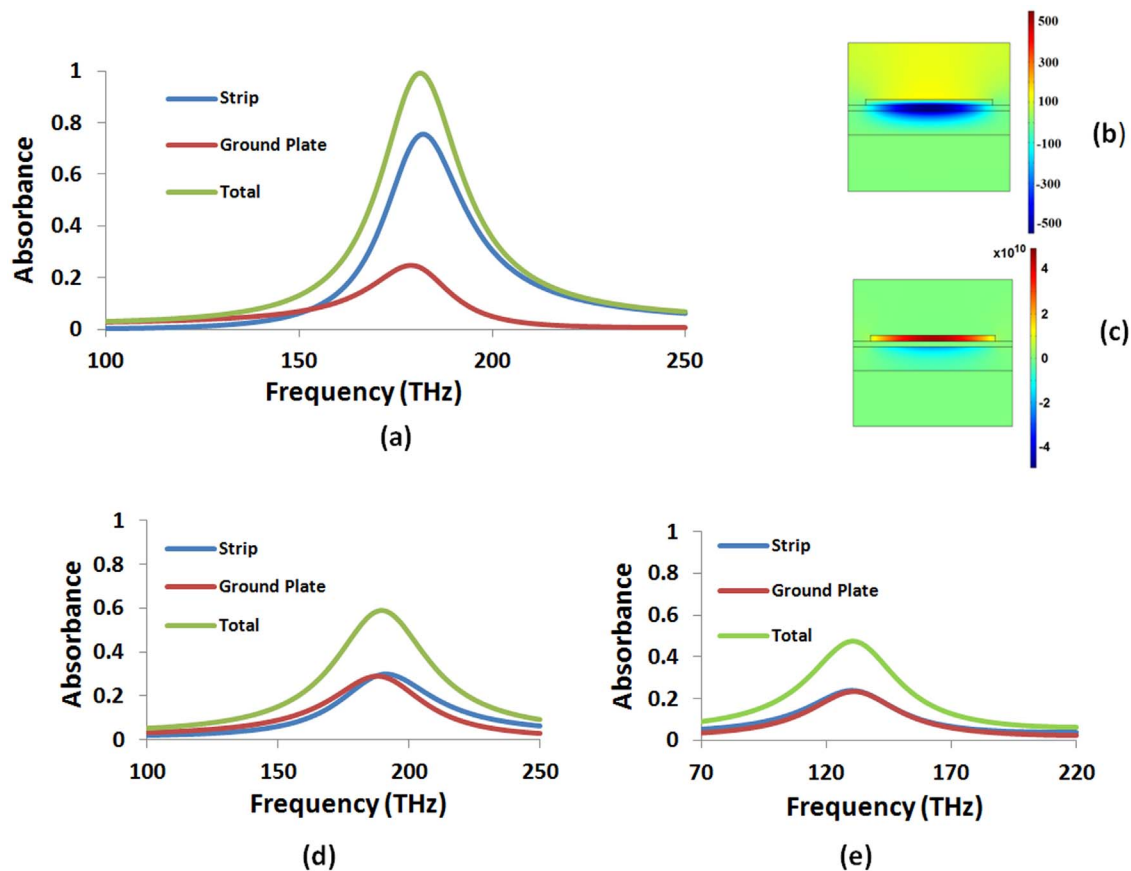 1
0.8
0.6
0.4
0.2
0
Absorbance
Strip
Ground Plate
Total
100
150
200
250
Frequency (THz)
(a)
500
300
100
-100
-300
-500
(b)
x10¹⁰
4
2
0
-2
-4
(c)
1
0.8
0.6
0.4
0.2
0
Absorbance
Strip
Ground Plate
Total
100
150
200
250
Frequency (THz)
(d)
1
0.8
0.6
0.4
0.2
0
Absorbance
Strip
Ground Plate
Total
70
120
170
220
Frequency (THz)
(e)